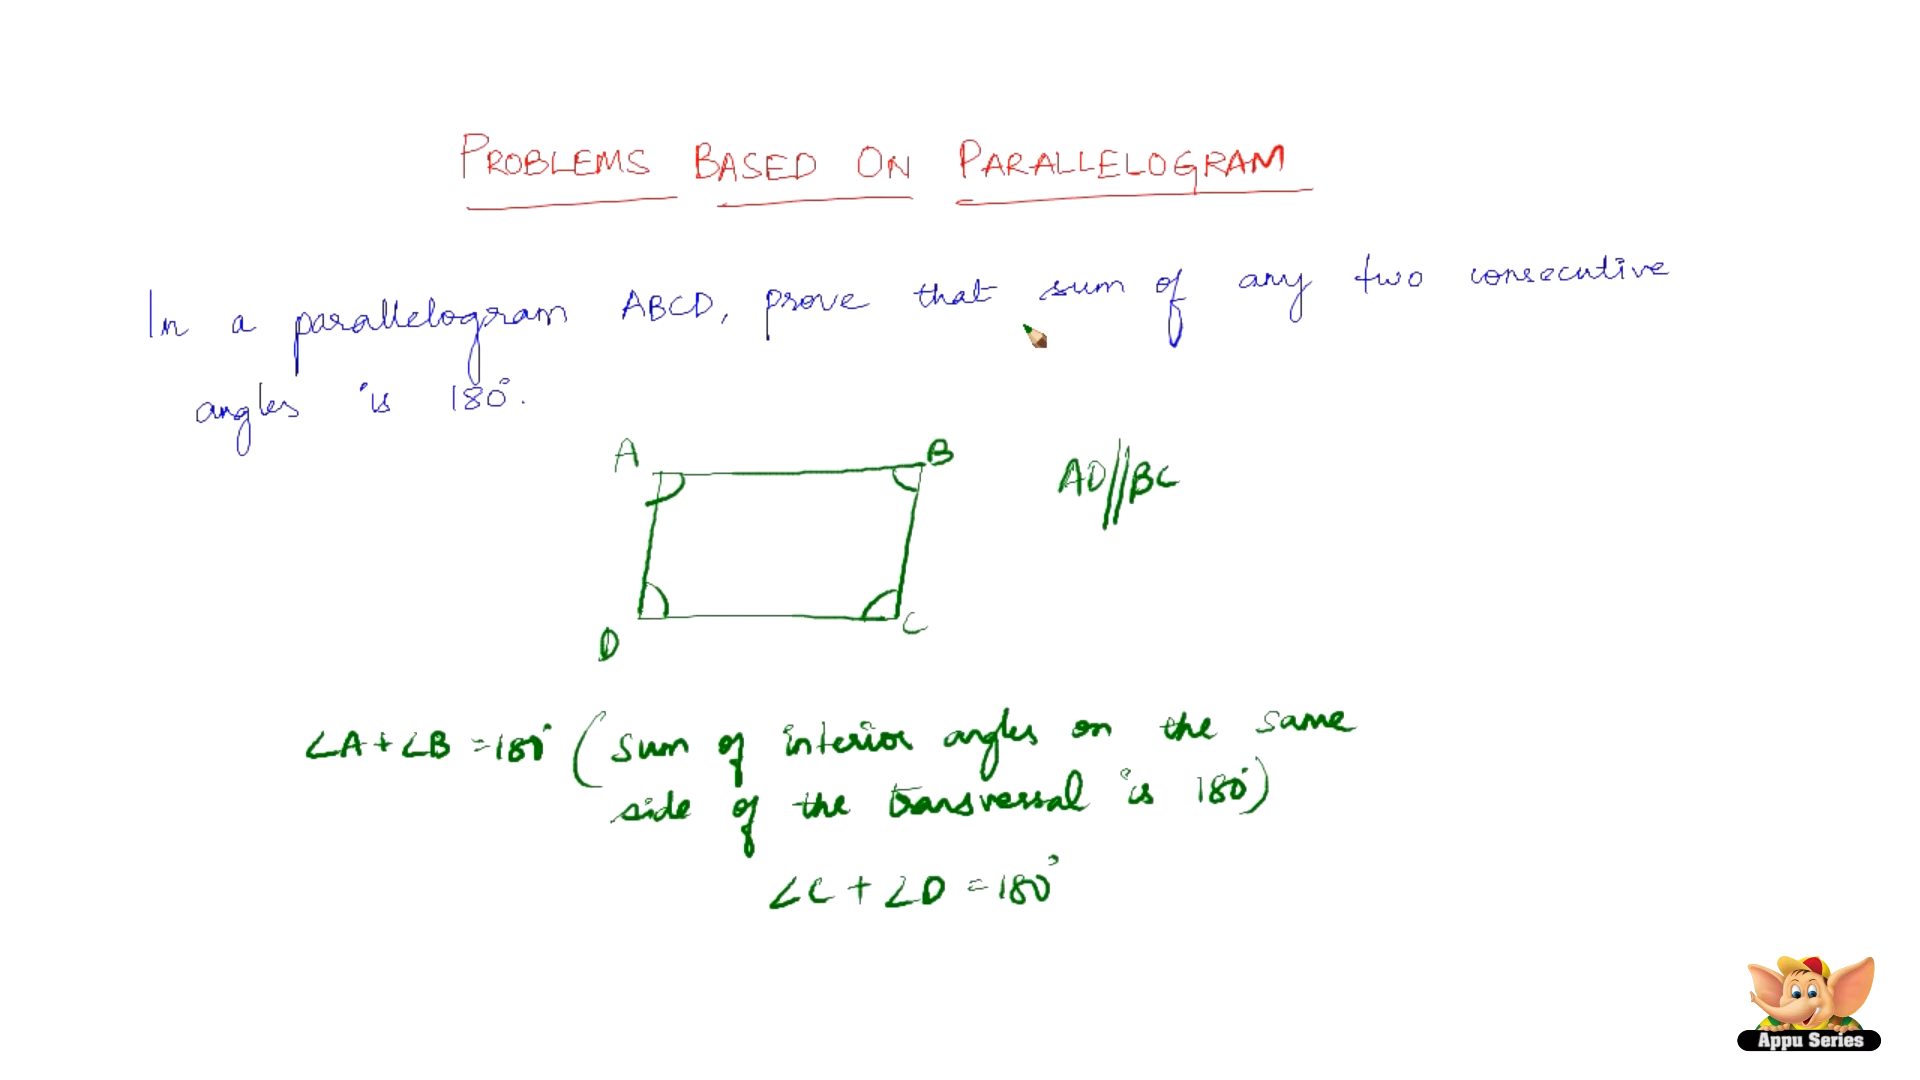 PROBLEMS BASED ON PARALLELOGRAM
In a parallelogram ABCD, prove that sum of any two consecutive
angles is 180°.
A
B
AD//BC
D
C
∠A+∠B =180° (sum of interior angles on the same
side of the transversal is 180°)
∠C + ∠D = 180°
Appu Series